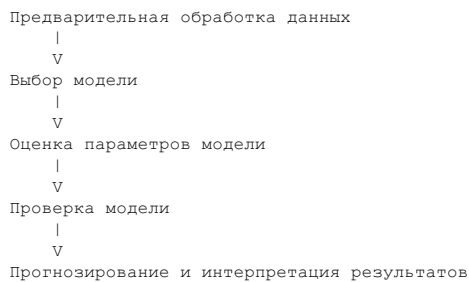 Предварительная обработка данных
|
V
Выбор модели
|
V
Оценка параметров модели
|
V
Проверка модели
|
V
Прогнозирование и интерпретация результатов